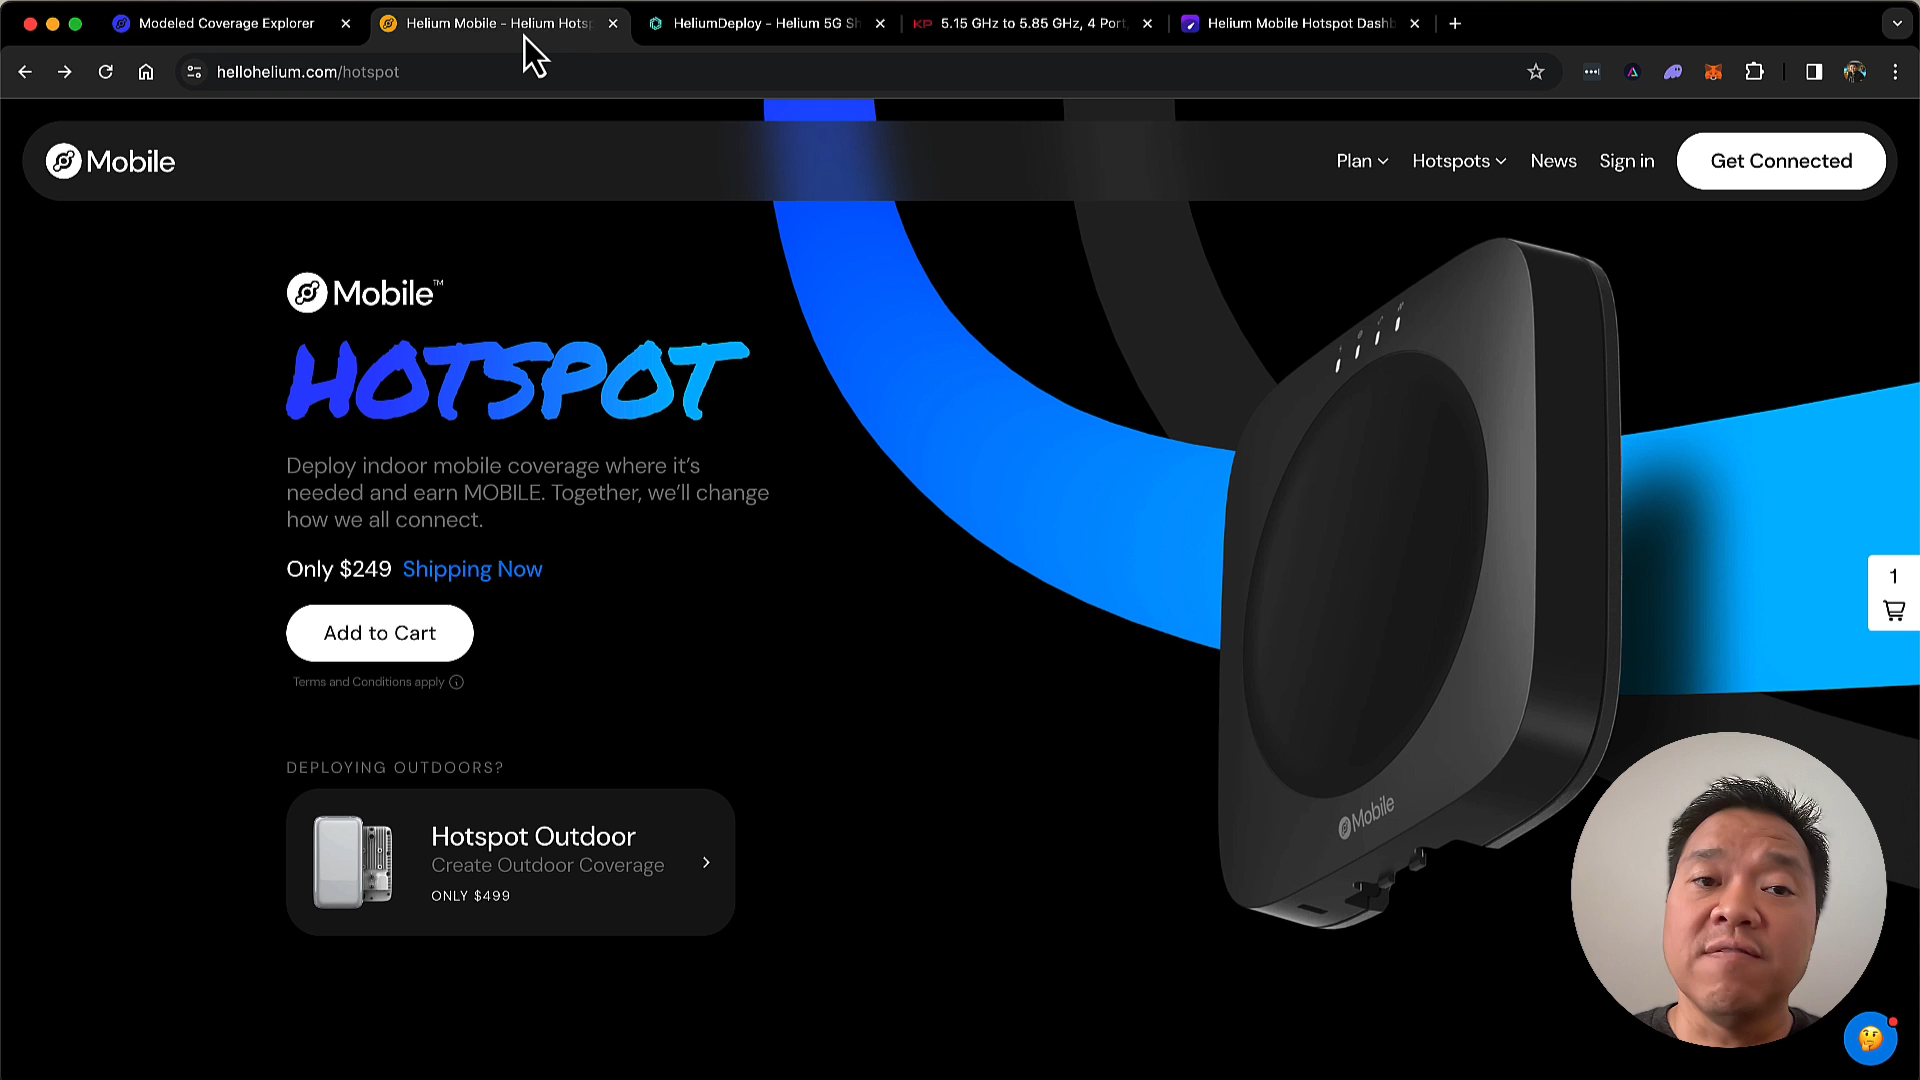 Modeled Coverage Explorer
Helium Mobile - Helium Hots
HeliumDeploy - Helium 5G Sh
KP 5.15 GHz to 5.85 GHz, 4 Port,
Helium Mobile Hotspot Dashb
hellohelium.com/hotspot
Mobile
Plan
Hotspots
News
Sign in
Get Connected
Mobile™
HOTSPOT
Deploy indoor mobile coverage where it's
needed and earn MOBILE. Together, we'll change
how we all connect.
Only $249 Shipping Now
Add to Cart
Terms and Conditions apply
DEPLOYING OUTDOORS?
Hotspot Outdoor
Create Outdoor Coverage
ONLY $499
Mobile
1